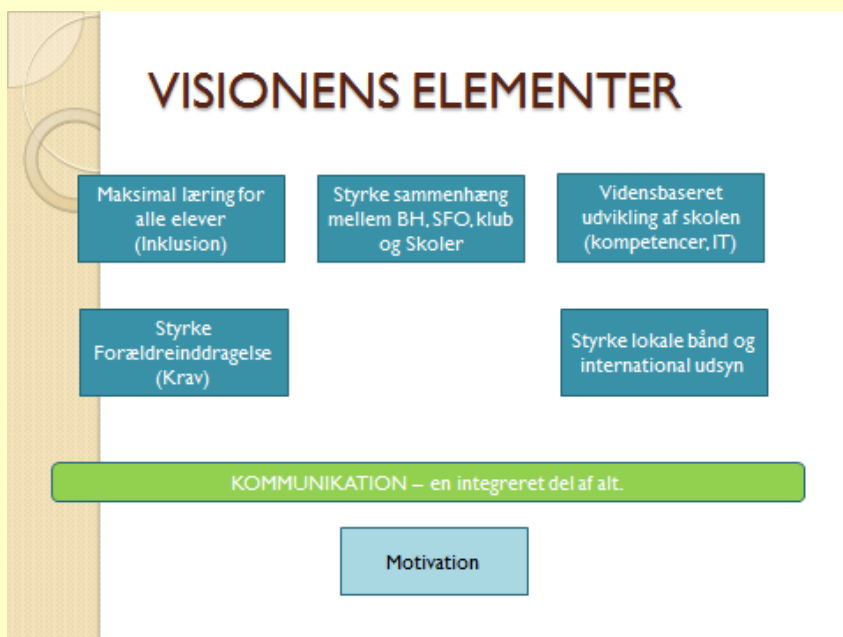 VISIONENS ELEMENTER
Maksimal læring for
alle elever
(Inklusion)
Styrke sammenhæng
mellem BH, SFO, klub
og Skoler
Vidensbaseret
udvikling af skolen
(kompetencer, IT)
Styrke
Forældreinddragelse
(Krav)
Styrke lokale bånd og
international udsyn
KOMMUNIKATION – en integreret del af alt.
Motivation